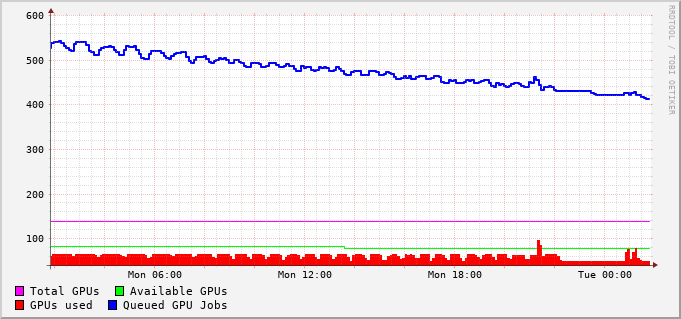 RRDTOOL / TOBI OETIKER
600
500
400
300
200
100
Mon 06:00 Mon 12:00 Mon 18:00 Tue 00:00
Total GPUs Available GPUs
GPUs used Queued GPU Jobs